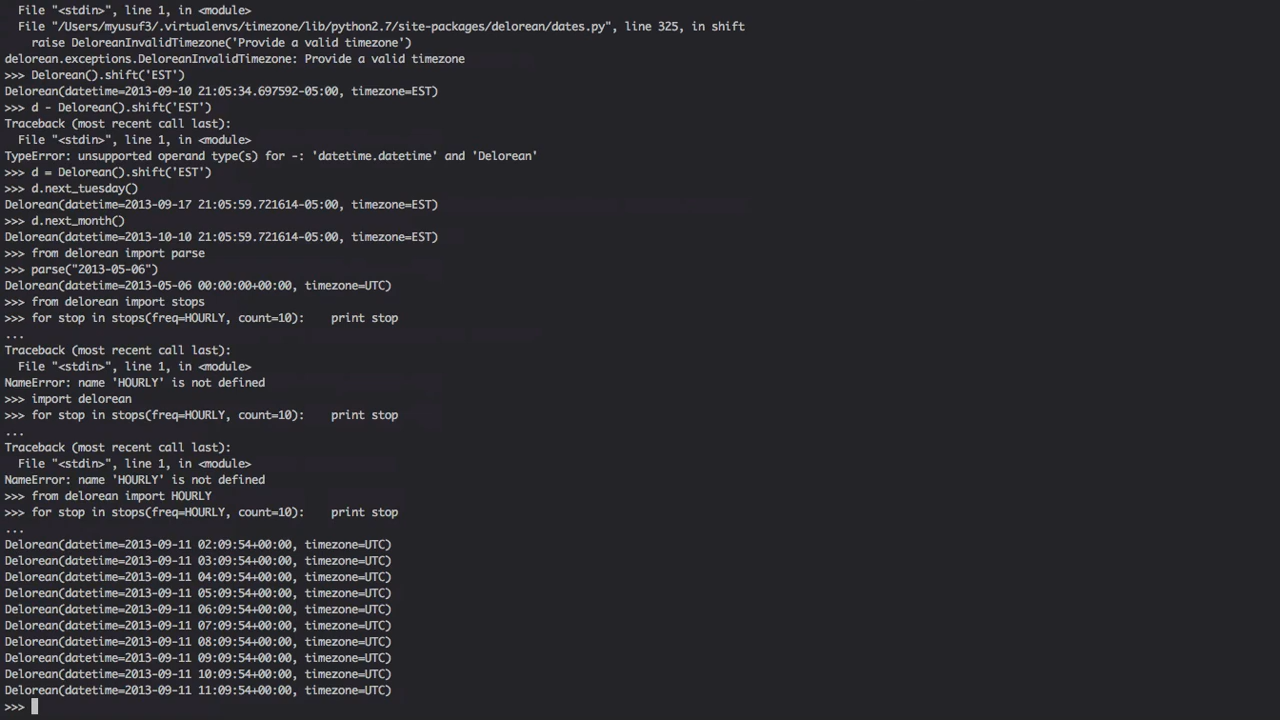 File "<stdin>", line 1, in <module>
File "/Users/myusuf3/.virtualenvs/timezone/lib/python2.7/site-packages/delorean/dates.py", line 325, in shift
raise DeloreanInvalidTimezone('Provide a valid timezone')
delorean.exceptions.DeloreanInvalidTimezone: Provide a valid timezone
>>> Delorean().shift('EST')
Delorean(datetime=2013-09-10 21:05:34.697592-05:00, timezone=EST)
>>> d - Delorean().shift('EST')
Traceback (most recent call last):
File "<stdin>", line 1, in <module>
TypeError: unsupported operand type(s) for -: 'datetime.datetime' and 'Delorean'
>>> d = Delorean().shift('EST')
>>> d.next_tuesday()
Delorean(datetime=2013-09-17 21:05:59.721614-05:00, timezone=EST)
>>> d.next_month()
Delorean(datetime=2013-10-10 21:05:59.721614-05:00, timezone=EST)
>>> from delorean import parse
>>> parse("2013-05-06")
Delorean(datetime=2013-05-06 00:00:00+00:00, timezone=UTC)
>>> from delorean import stops
>>> for stop in stops(freq=HOURLY, count=10):    print stop
...
Traceback (most recent call last):
File "<stdin>", line 1, in <module>
NameError: name 'HOURLY' is not defined
>>> import delorean
>>> for stop in stops(freq=HOURLY, count=10):    print stop
...
Traceback (most recent call last):
File "<stdin>", line 1, in <module>
NameError: name 'HOURLY' is not defined
>>> from delorean import HOURLY
>>> for stop in stops(freq=HOURLY, count=10):    print stop
...
Delorean(datetime=2013-09-11 02:09:54+00:00, timezone=UTC)
Delorean(datetime=2013-09-11 03:09:54+00:00, timezone=UTC)
Delorean(datetime=2013-09-11 04:09:54+00:00, timezone=UTC)
Delorean(datetime=2013-09-11 05:09:54+00:00, timezone=UTC)
Delorean(datetime=2013-09-11 06:09:54+00:00, timezone=UTC)
Delorean(datetime=2013-09-11 07:09:54+00:00, timezone=UTC)
Delorean(datetime=2013-09-11 08:09:54+00:00, timezone=UTC)
Delorean(datetime=2013-09-11 09:09:54+00:00, timezone=UTC)
Delorean(datetime=2013-09-11 10:09:54+00:00, timezone=UTC)
Delorean(datetime=2013-09-11 11:09:54+00:00, timezone=UTC)
>>>